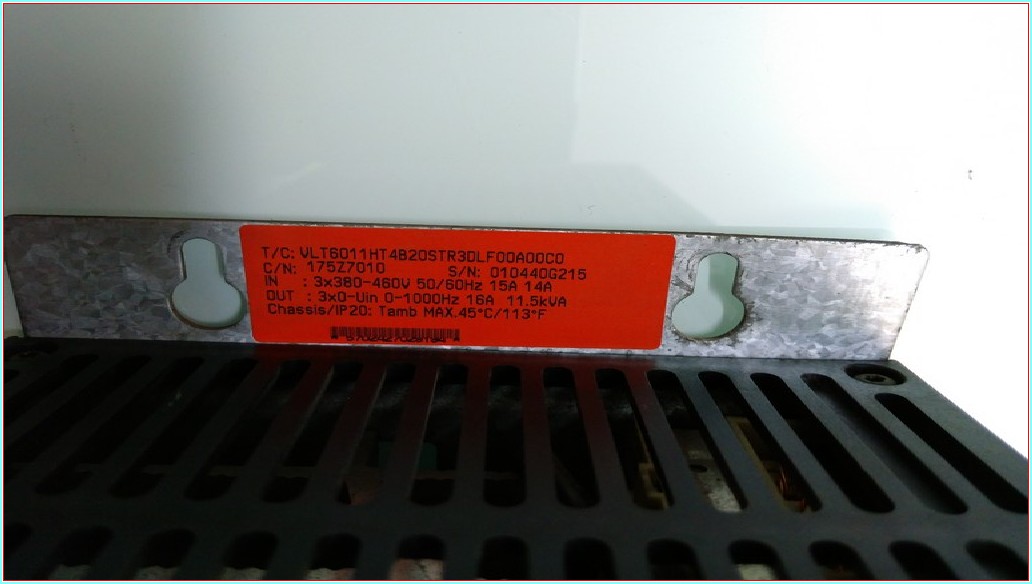 T/C: VLT6011HT4B20STR3DLF00A00C0
C/N: 175Z7010 S/N: 010440G215
IN : 3x380-460V 50/60Hz 15A 14A
OUT : 3x0-Uin 0-1000Hz 16A 11.5kVA
Chassis/IP20: Tamb MAX.45°C/113°F